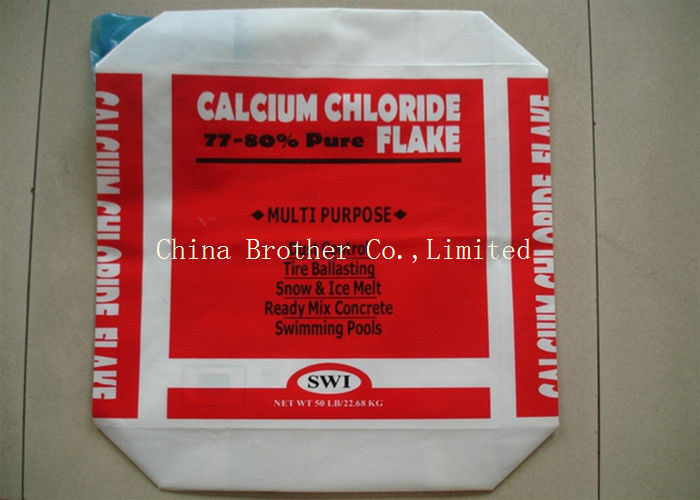 CALCIUM CHLORIDE
77-80% Pure FLAKE
◆MULTI PURPOSE◆
China Brother Co.,Limited
Tire Ballasting
Snow & Ice Melt
Ready Mix Concrete
Swimming Pools
SWI
NET WT 50 LB/22.68 KG
CALCIUM CHLORIDE FLAKE
CALCIUM CHLORIDE FLAKE